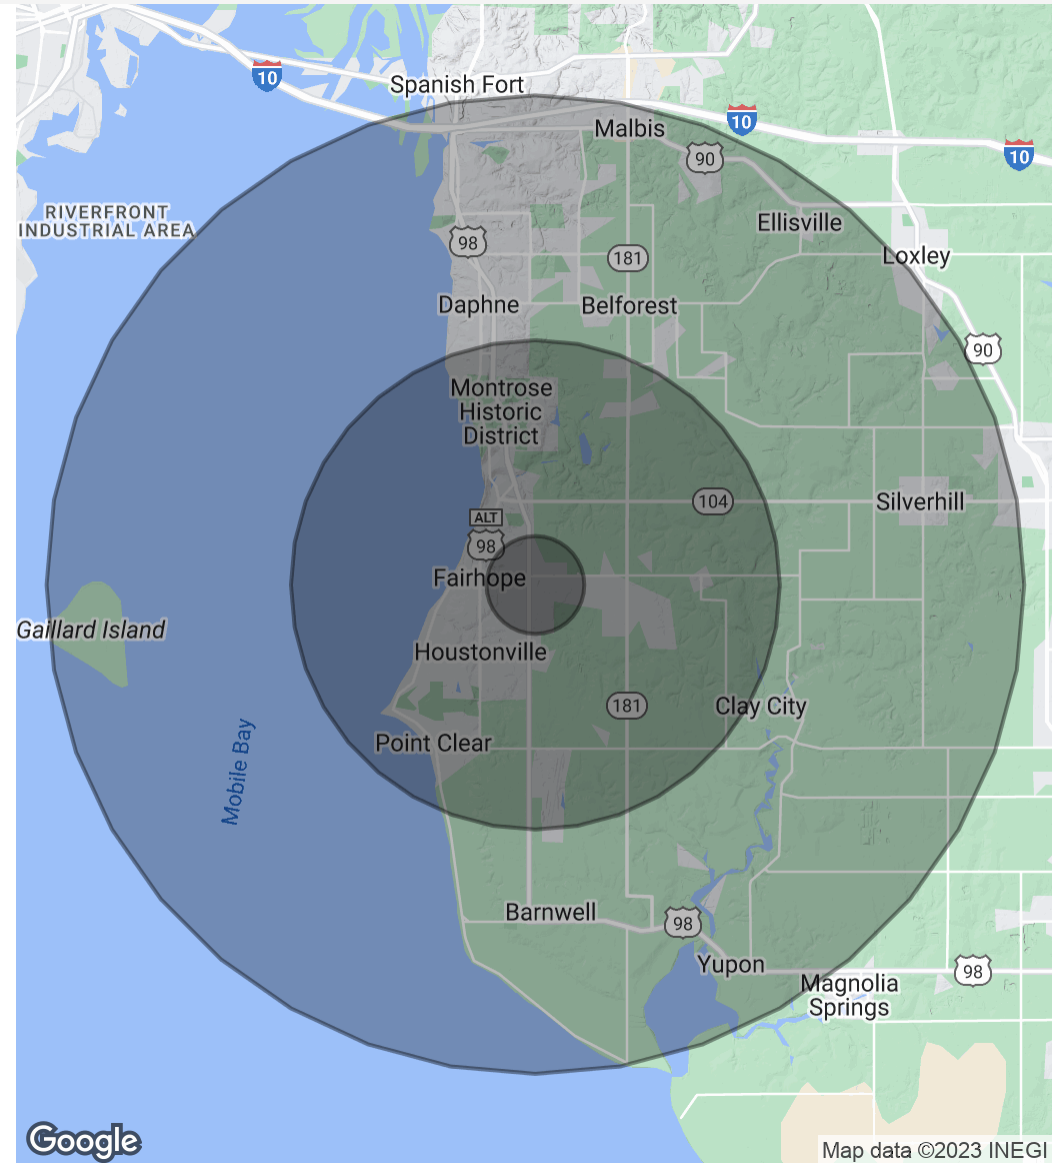 10
Spanish Fort
10
Malbis
10
90
RIVERFRONT
INDUSTRIAL AREA
98
Ellisville
181
Loxley
Daphne
Belforest
90
Montrose
Historic
District
104
Silverhill
ALT
98
Fairhope
Gaillard Island
Houstonville
181
Clay City
Point Clear
Mobile Bay
Barnwell
98
Yupon
98
Magnolia
Springs
Google
Map data ©2023 INEGI